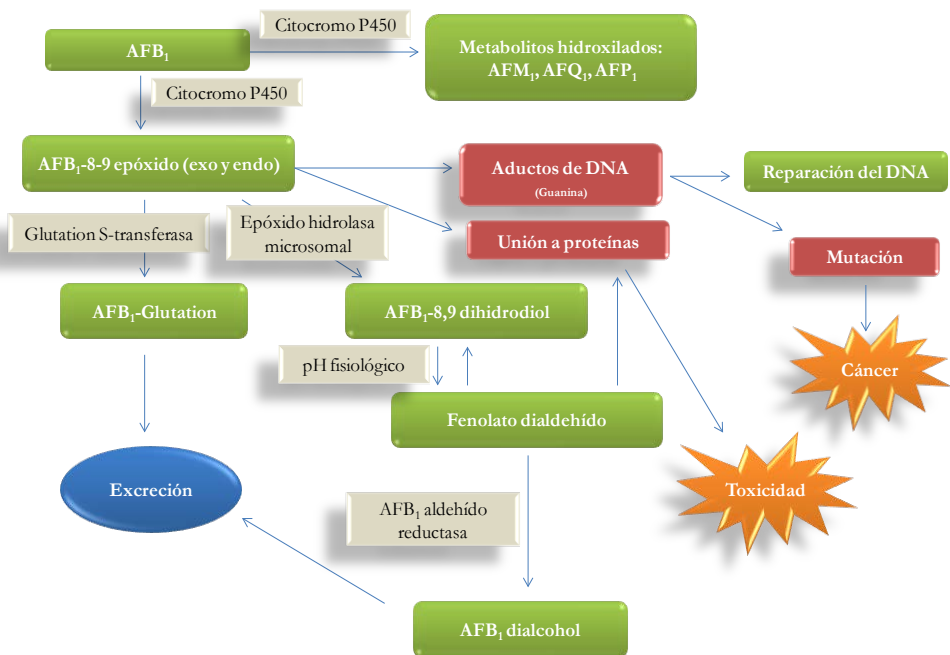 Citocromo P450
AFB₁
Metabolitos hidroxilados:
AFM₁, AFQ₁, AFP₁
Citocromo P450
AFB₁-8-9 epóxido (exo y endo)
Aductos de DNA
(Guanina)
Reparación del DNA
Glutation S-transferasa
Epóxido hidrolasa
microsomal
Unión a proteínas
Mutación
AFB₁-Glutation
AFB₁-8,9 dihidrodiol
pH fisiológico
Cáncer
Fenolato dialdehído
Excreción
Toxicidad
AFB₁ aldehído
reductasa
AFB₁ dialcohol